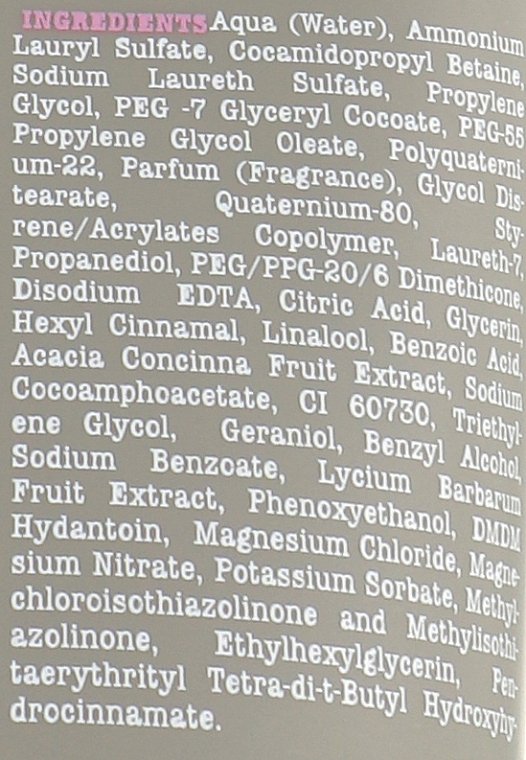 INGREDIENTS Aqua (Water), Ammonium
Lauryl Sulfate, Cocamidopropyl Betaine,
Sodium Laureth Sulfate, Propylene
Glycol, PEG -7 Glyceryl Cocoate, PEG-55
Propylene Glycol Oleate, Polyquaterni-
um-22, Parfum (Fragrance), Glycol Dis-
tearate, Quaternium-80, Sty-
rene/Acrylates Copolymer, Laureth-7,
Propanediol, PEG/PPG-20/6 Dimethicone,
Disodium EDTA, Citric Acid, Glycerin,
Hexyl Cinnamal, Linalool, Benzoic Acid,
Acacia Concinna Fruit Extract, Sodium
Cocoamphoacetate, CI 60730, Triethyl-
ene Glycol, Geraniol, Benzyl Alcohol,
Sodium Benzoate, Lycium Barbarum
Fruit Extract, Phenoxyethanol, DMDM
Hydantoin, Magnesium Chloride, Magne-
sium Nitrate, Potassium Sorbate, Methyl-
chloroisothiazolinone and Methylisothi-
azolinone, Ethylhexylglycerin, Pen-
taerythrityl Tetra-di-t-Butyl Hydroxyhy-
drocinnamate.